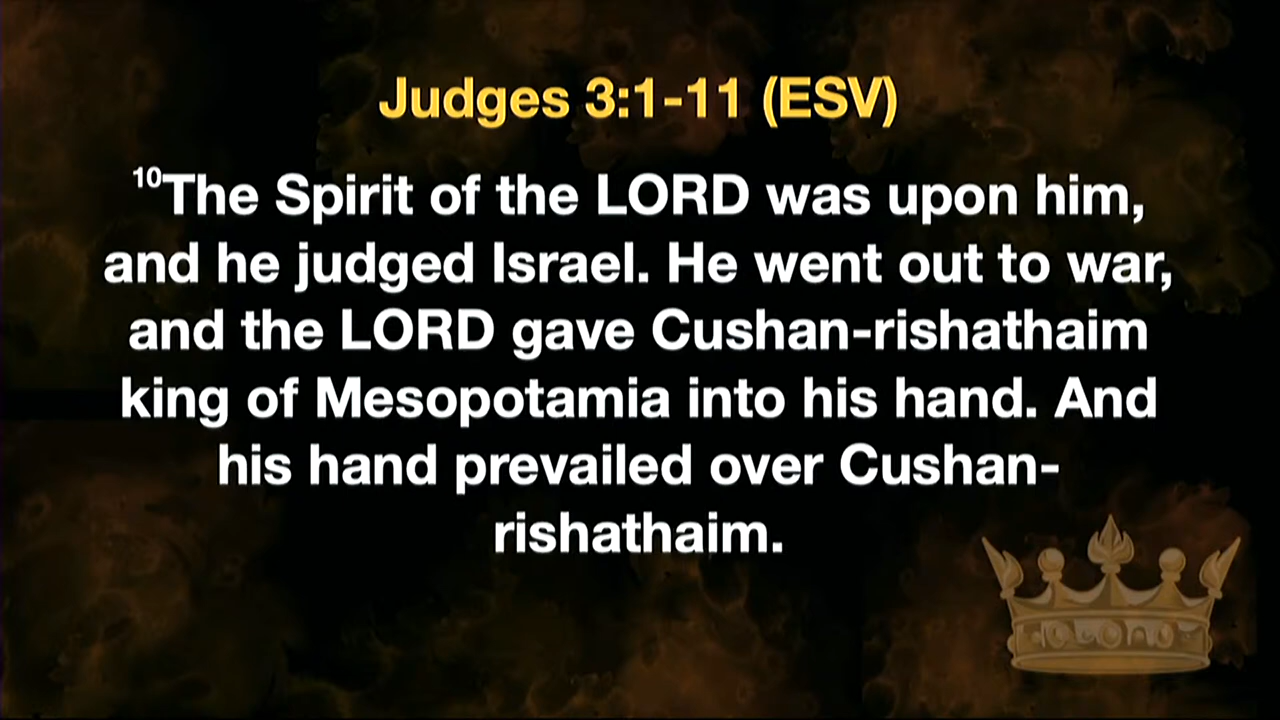 Judges 3:1-11 (ESV)
10The Spirit of the LORD was upon him,
and he judged Israel. He went out to war,
and the LORD gave Cushan-rishathaim
king of Mesopotamia into his hand. And
his hand prevailed over Cushan-
rishathaim.